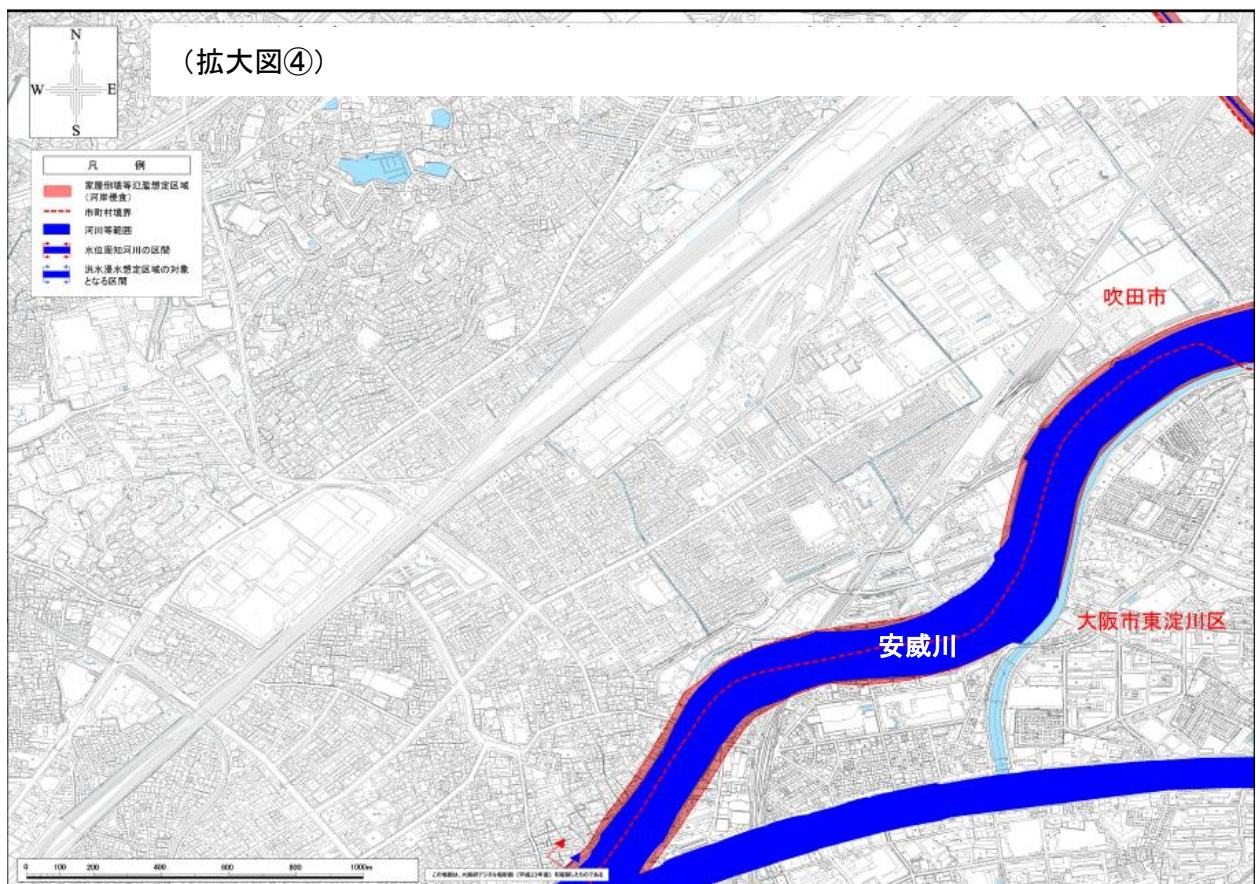 (拡大図④)
N
W E
S
凡 例
家屋倒壊等氾濫想定区域
(河岸侵食)
市町村境界
河川等範囲
水位周知河川の区間
洪水浸水想定区域の対象
となる区間
吹田市
大阪市東淀川区
安威川
0 100 200 400 600 800 1000m